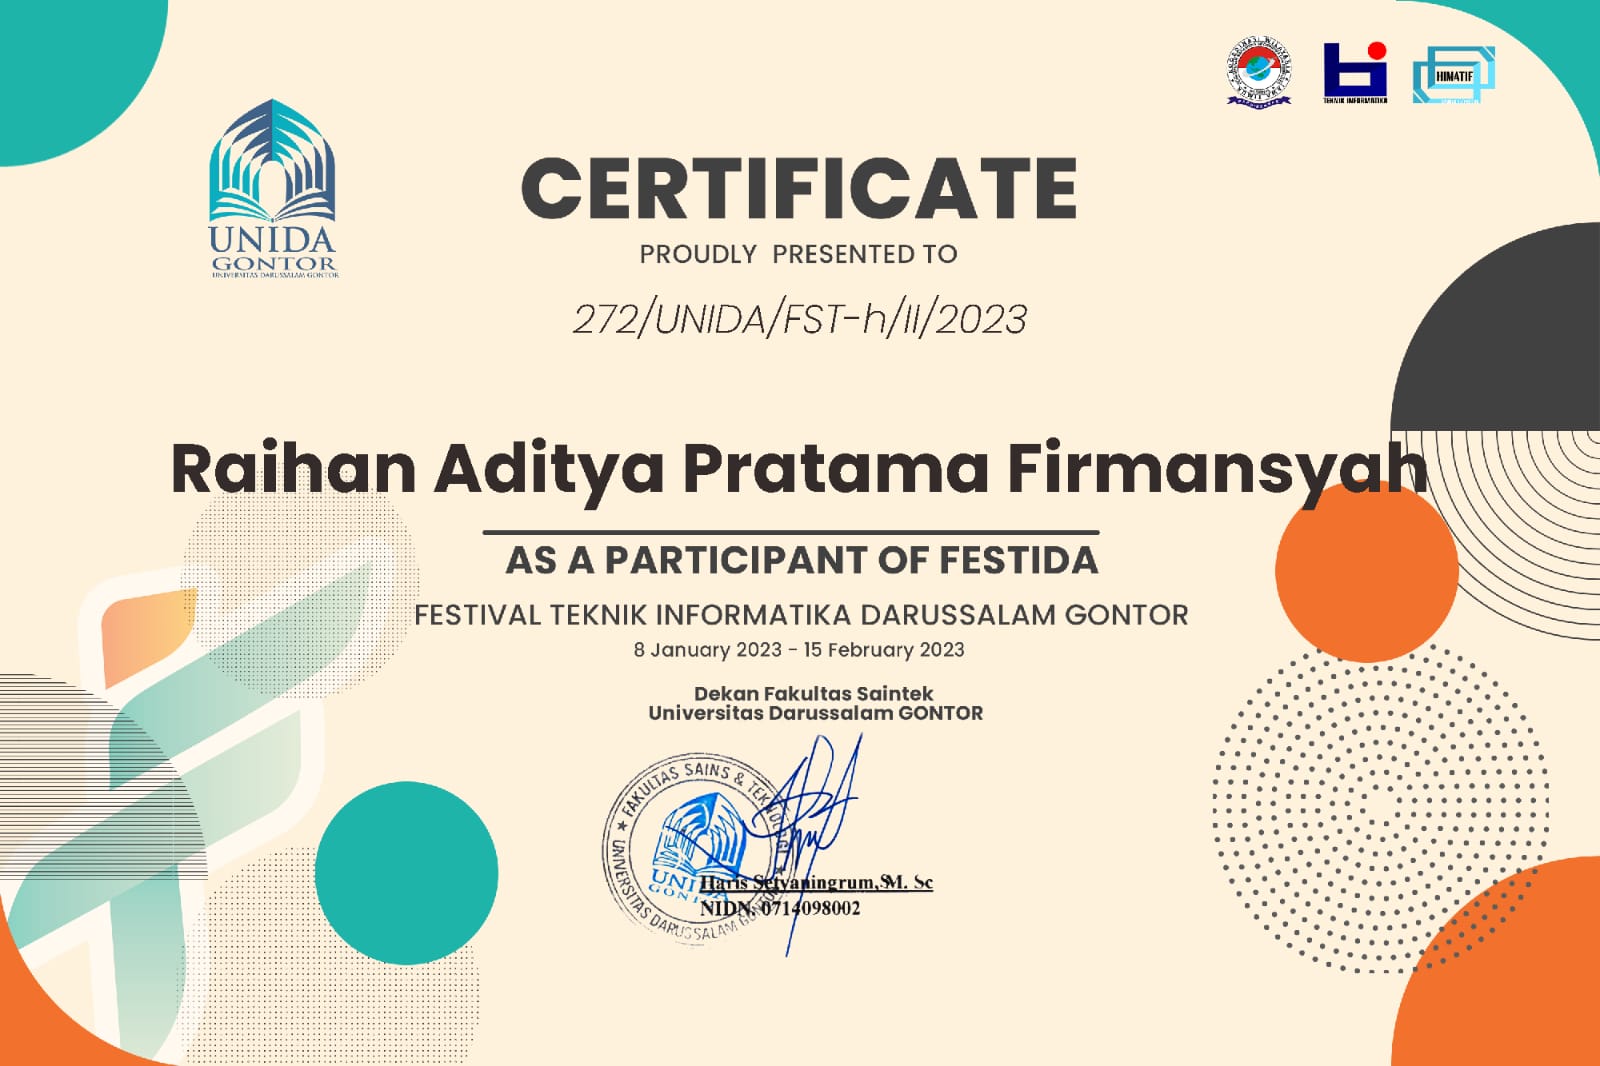 TEKNIK INFORMATIKA
HIMATIF
UNIDA
GONTOR
UNIVERSITAS DARUSSALAM GONTOR
CERTIFICATE
PROUDLY PRESENTED TO
272/UNIDA/FST-h/II/2023
Raihan Aditya Pratama Firmansyah
AS A PARTICIPANT OF FESTIDA
FESTIVAL TEKNIK INFORMATIKA DARUSSALAM GONTOR
8 January 2023 - 15 February 2023
Dekan Fakultas Saintek
Universitas Darussalam GONTOR
★ FAKULTAS SAINS & TEKNOLOGI ★
UNIVERSITAS DARUSSALAM GONTOR
UNIDA
GONTOR
Haris Setyaningrum, M. Sc
NIDN. 0714098002